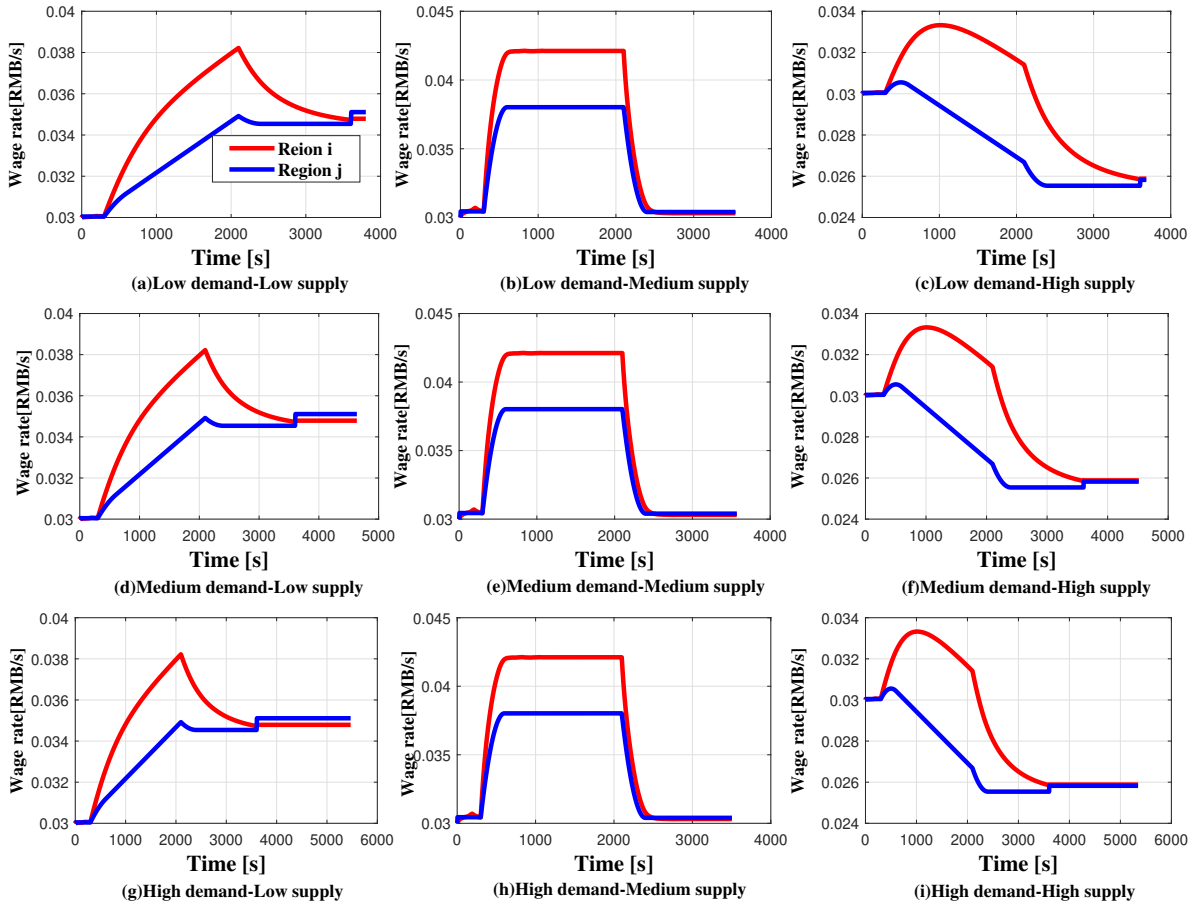 0.04
0.038
0.036
0.034
0.032
0.03
Wage rate[RMB/s]
0 1000 2000 3000 4000
Time [s]
Reion i
Region j
(a)Low demand-Low supply
0.045
0.04
0.035
0.03
Wage rate[RMB/s]
0 1000 2000 3000 4000
Time [s]
(b)Low demand-Medium supply
0.034
0.032
0.03
0.028
0.026
0.024
Wage rate[RMB/s]
0 1000 2000 3000 4000
Time [s]
(c)Low demand-High supply
0.04
0.038
0.036
0.034
0.032
0.03
Wage rate[RMB/s]
0 1000 2000 3000 4000 5000
Time [s]
(d)Medium demand-Low supply
0.045
0.04
0.035
0.03
Wage rate[RMB/s]
0 1000 2000 3000 4000
Time [s]
(e)Medium demand-Medium supply
0.034
0.032
0.03
0.028
0.026
0.024
Wage rate[RMB/s]
0 1000 2000 3000 4000 5000
Time [s]
(f)Medium demand-High supply
0.04
0.038
0.036
0.034
0.032
0.03
Wage rate[RMB/s]
0 1000 2000 3000 4000 5000 6000
Time [s]
(g)High demand-Low supply
0.045
0.04
0.035
0.03
Wage rate[RMB/s]
0 1000 2000 3000 4000
Time [s]
(h)High demand-Medium supply
0.034
0.032
0.03
0.028
0.026
0.024
Wage rate[RMB/s]
0 1000 2000 3000 4000 5000 6000
Time [s]
(i)High demand-High supply